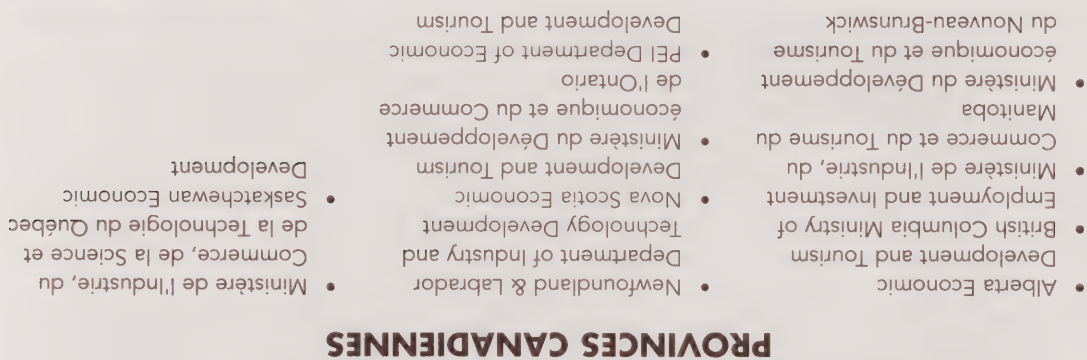 PROVINCES CANADIENNES
• Alberta Economic
Development and Tourism
• British Columbia Ministry of
Employment and Investment
• Ministère de l'Industrie, du
Commerce et du Tourisme du
Manitoba
• Ministère du Développement
économique et du Tourisme
du Nouveau-Brunswick
• Newfoundland & Labrador
Department of Industry and
Technology Development
• Nova Scotia Economic
Development and Tourism
• Ministère du Développement
économique et du Commerce
de l'Ontario
• PEI Department of Economic
Development and Tourism
• Ministère de l'Industrie, du
Commerce, de la Science et
de la Technologie du Québec
• Saskatchewan Economic
Development